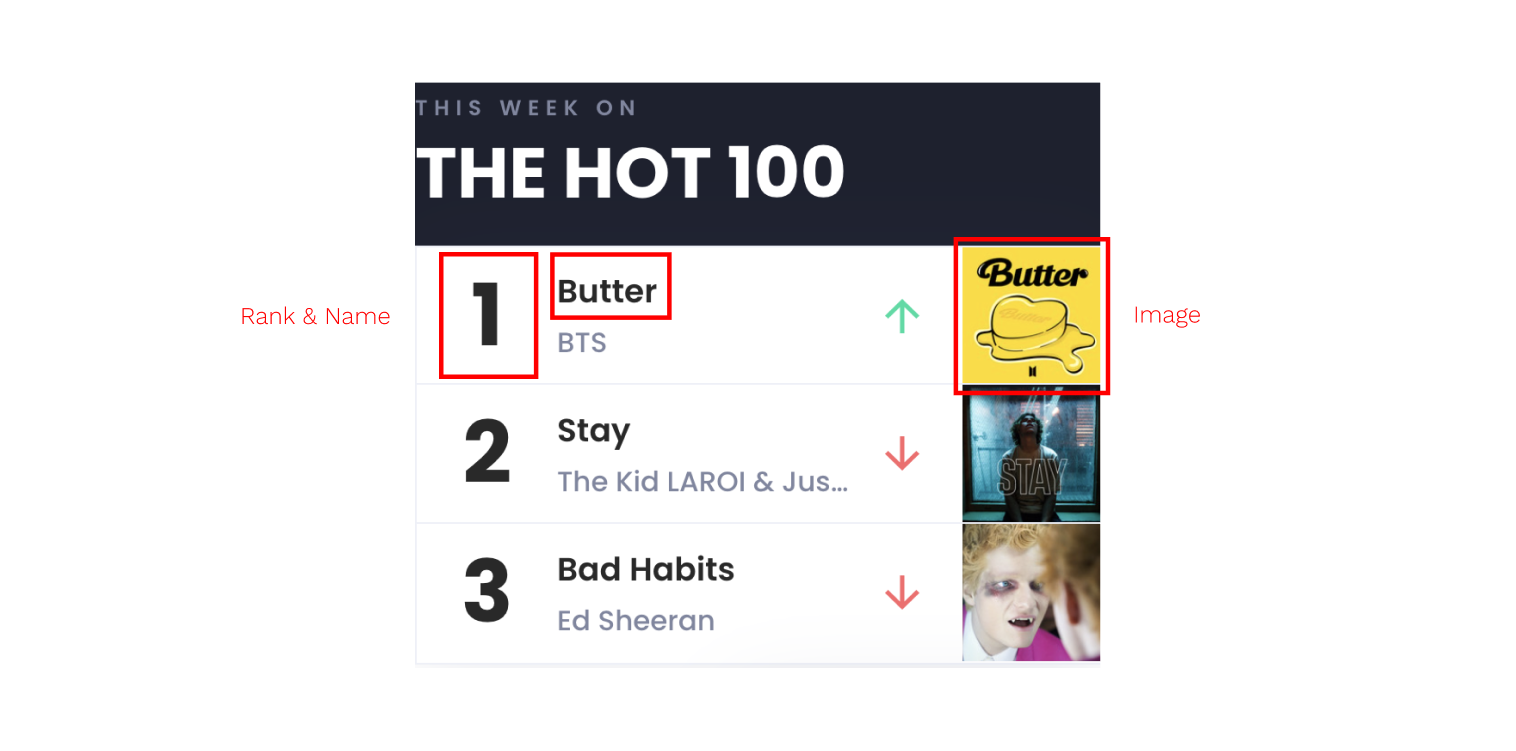 THIS WEEK ON
THE HOT 100
Rank & Name
1
Butter
BTS
Butter
Butter
Image
2
Stay
The Kid LAROI & Jus...
STAY
3
Bad Habits
Ed Sheeran